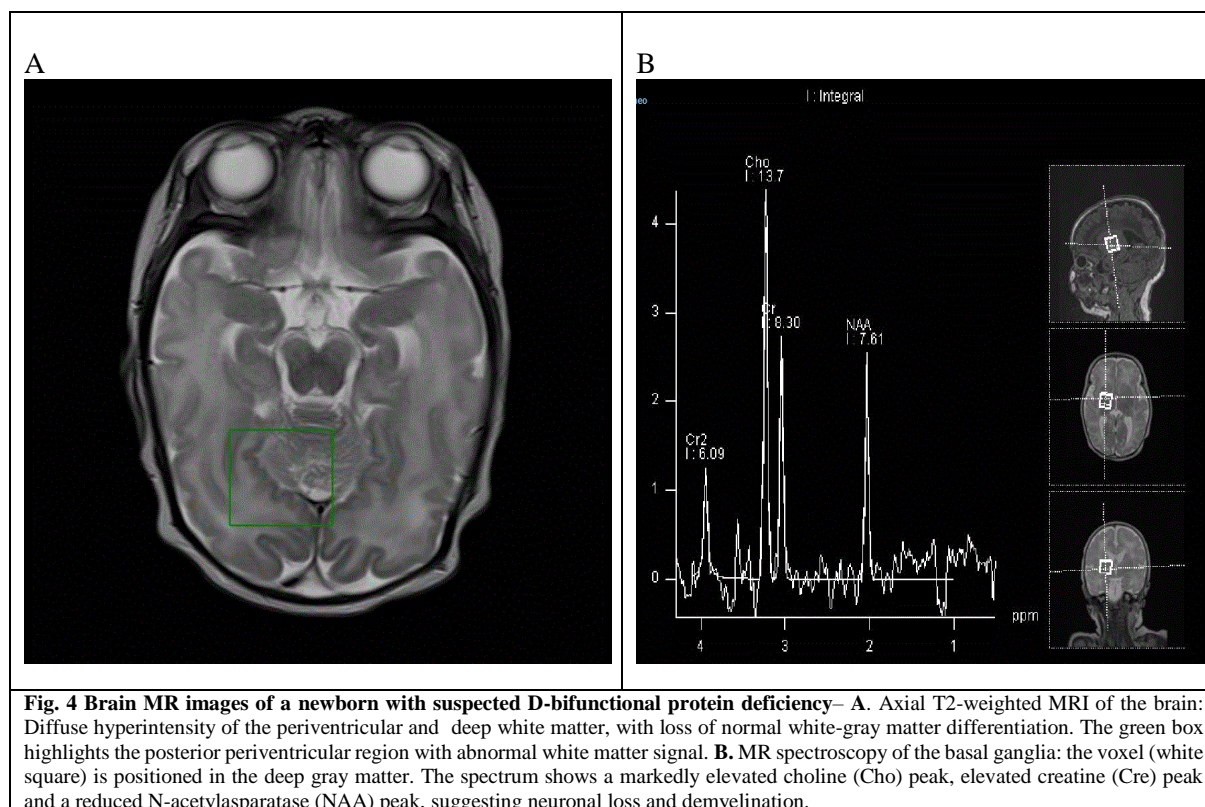 A
B
eo
I : Integral
Cho
I : 13.7
4
3
Cr
I : 8.30
NAA
I : 7.61
2
Cr2
I : 6.09
1
0
ppm
4
3
2
1
Fig. 4 Brain MR images of a newborn with suspected D-bifunctional protein deficiency– A. Axial T2-weighted MRI of the brain:
Diffuse hyperintensity of the periventricular and deep white matter, with loss of normal white-gray matter differentiation. The green box
highlights the posterior periventricular region with abnormal white matter signal. B. MR spectroscopy of the basal ganglia: the voxel (white
square) is positioned in the deep gray matter. The spectrum shows a markedly elevated choline (Cho) peak, elevated creatine (Cre) peak
and a reduced N-acetylasparatase (NAA) peak, suggesting neuronal loss and demyelination.